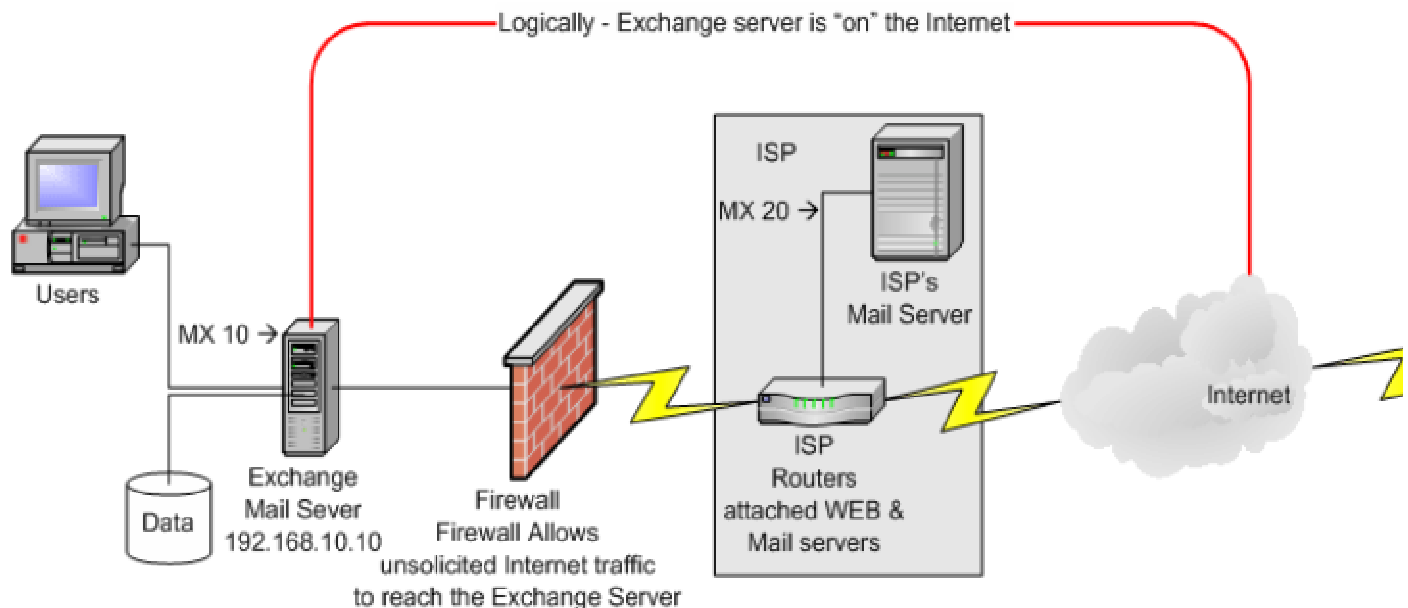 Logically - Exchange server is “on” the Internet
Users
MX 10 →
Data
Exchange
Mail Sever
192.168.10.10
Firewall
Firewall Allows
unsolicited Internet traffic
to reach the Exchange Server
ISP
MX 20 →
ISP's
Mail Server
ISP
Routers
attached WEB &
Mail servers
Internet